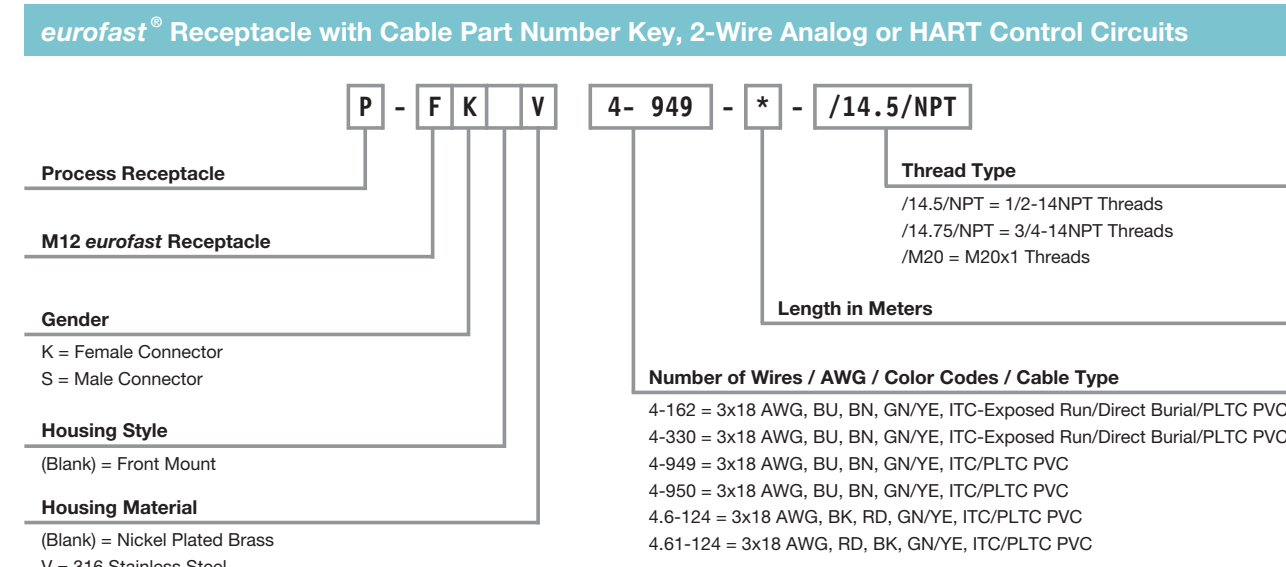 eurofast® Receptacle with Cable Part Number Key, 2-Wire Analog or HART Control Circuits
P - F K V 4- 949 - * - /14.5/NPT
Process Receptacle
M12 eurofast Receptacle
Gender
K = Female Connector
S = Male Connector
Housing Style
(Blank) = Front Mount
Housing Material
(Blank) = Nickel Plated Brass
V = 316 Stainless Steel
Thread Type
/14.5/NPT = 1/2-14NPT Threads
/14.75/NPT = 3/4-14NPT Threads
/M20 = M20x1 Threads
Length in Meters
Number of Wires / AWG / Color Codes / Cable Type
4-162 = 3x18 AWG, BU, BN, GN/YE, ITC-Exposed Run/Direct Burial/PLTC PVC
4-330 = 3x18 AWG, BU, BN, GN/YE, ITC-Exposed Run/Direct Burial/PLTC PVC
4-949 = 3x18 AWG, BU, BN, GN/YE, ITC/PLTC PVC
4-950 = 3x18 AWG, BU, BN, GN/YE, ITC/PLTC PVC
4.6-124 = 3x18 AWG, BK, RD, GN/YE, ITC/PLTC PVC
4.61-124 = 3x18 AWG, RD, BK, GN/YE, ITC/PLTC PVC